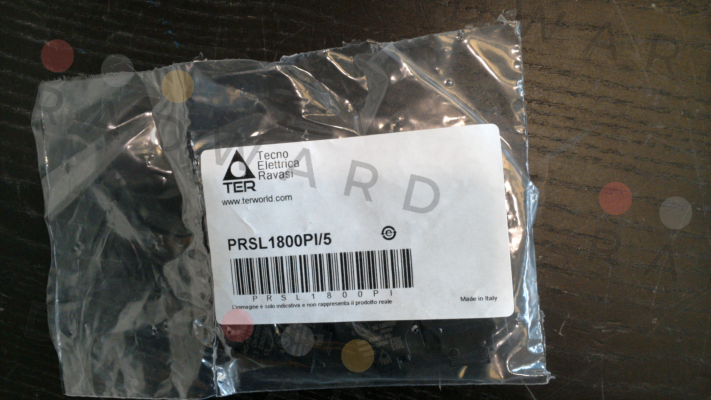 TER
Tecno
Elettrica
Ravasi
www.terworld.com
PRSL1800PI/5
PRSL1800PI
L'immagine è solo indicativa e non rappresenta il prodotto reale
Made in Italy